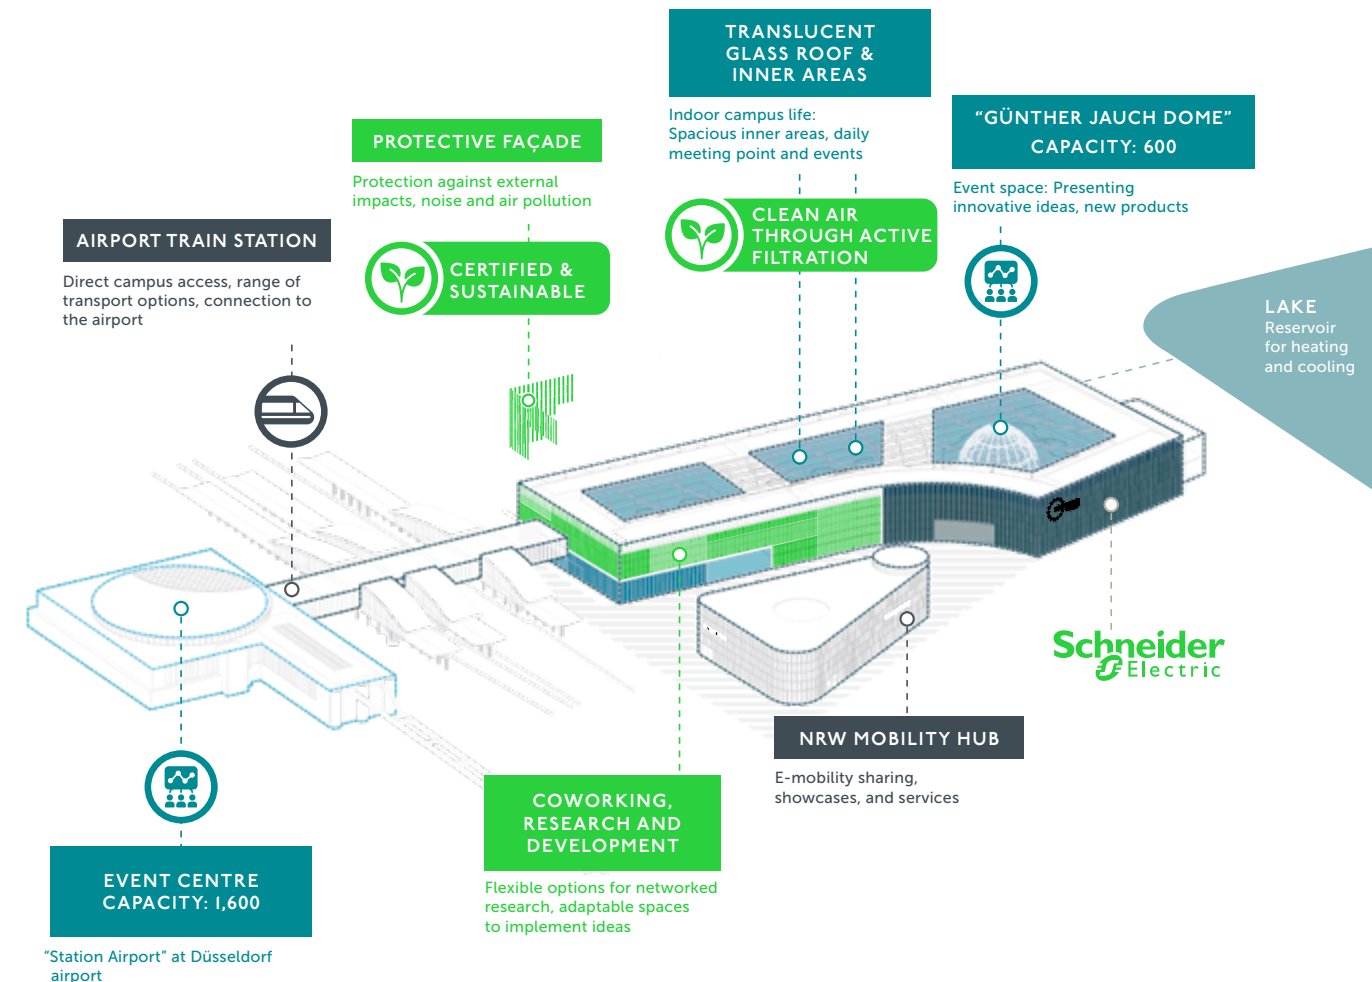 TRANSLUCENT
GLASS ROOF &
INNER AREAS
Indoor campus life:
Spacious inner areas, daily
meeting point and events
CLEAN AIR
THROUGH ACTIVE
FILTRATION
“GÜNTHER JAUCH DOME”
CAPACITY: 600
Event space: Presenting
innovative ideas, new products
PROTECTIVE FAÇADE
Protection against external
impacts, noise and air pollution
CERTIFIED &
SUSTAINABLE
AIRPORT TRAIN STATION
Direct campus access, range of
transport options, connection to
the airport
LAKE
Reservoir
for heating
and cooling
Schneider
Electric
NRW MOBILITY HUB
E-mobility sharing,
showcases, and services
COWORKING,
RESEARCH AND
DEVELOPMENT
Flexible options for networked
research, adaptable spaces
to implement ideas
EVENT CENTRE
CAPACITY: 1,600
“Station Airport” at Düsseldorf
airport